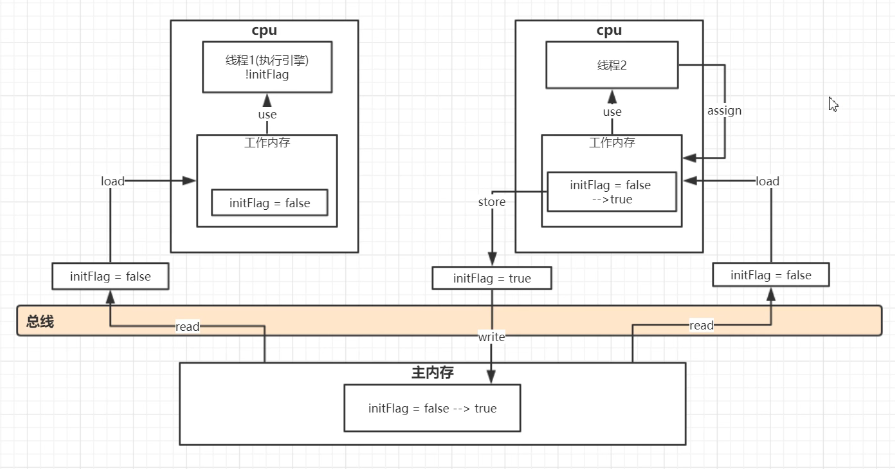 cpu
线程1(执行引擎)
!initFlag
use
工作内存
initFlag = false
load
initFlag = false
cpu
线程2
use
assign
工作内存
initFlag = false
-->true
store
load
initFlag = true
initFlag = false
总线
read
write
read
主内存
initFlag = false --> true